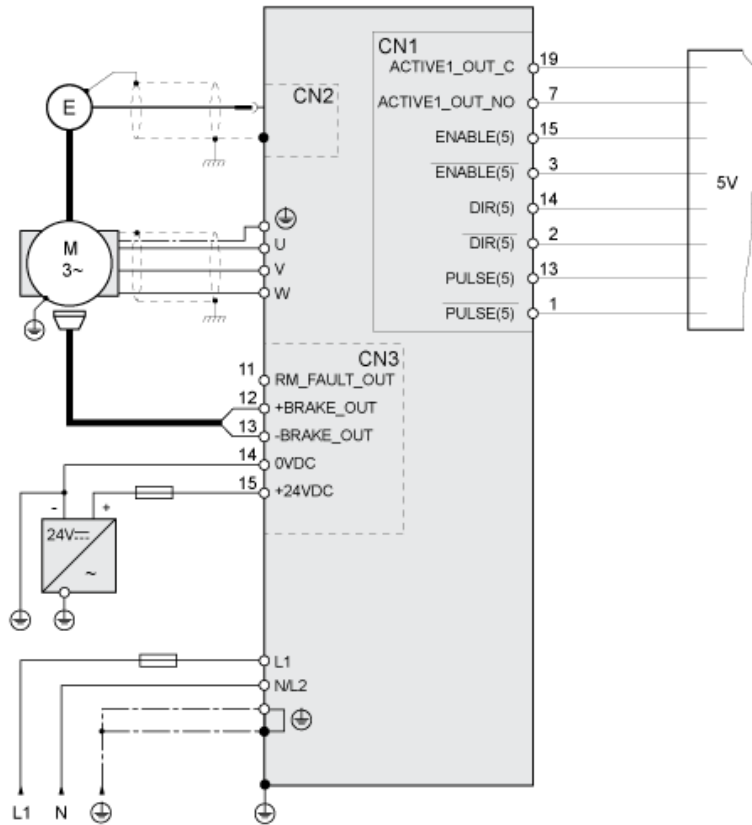 CN1
ACTIVE1_OUT_C 19
ACTIVE1_OUT_NO 7
ENABLE(5) 15
ENABLE(5) 3
DIR(5) 14
DIR(5) 2
PULSE(5) 13
PULSE(5) 1
5V
E
CN2
M
3~
U
V
W
CN3
11 RM_FAULT_OUT
12 +BRAKE_OUT
13 -BRAKE_OUT
14 0VDC
15 +24VDC
- +
24V
~
L1
N/L2
L1 N